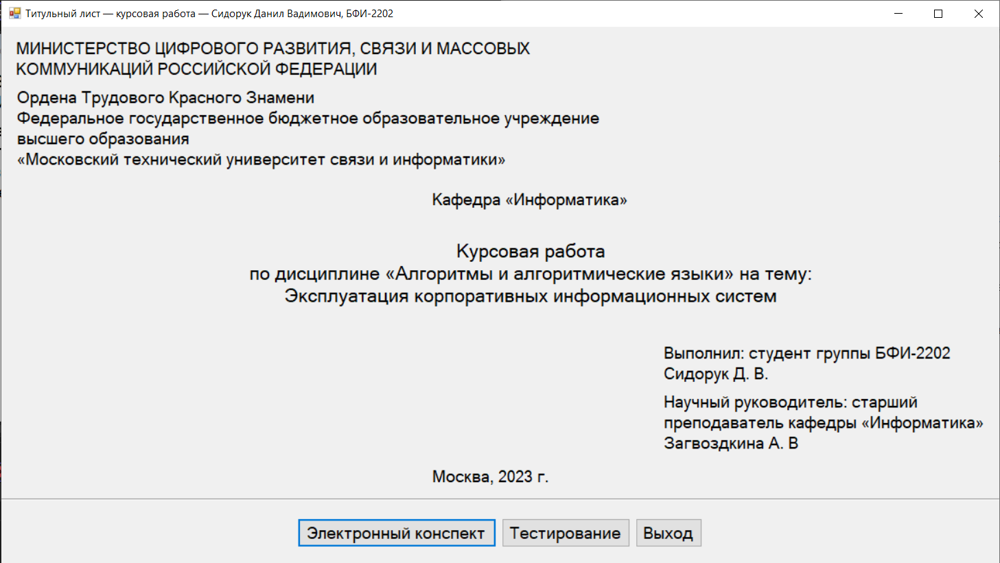 Титульный лист — курсовая работа — Сидорук Данил Вадимович, БФИ-2202
МИНИСТЕРСТВО ЦИФРОВОГО РАЗВИТИЯ, СВЯЗИ И МАССОВЫХ
КОММУНИКАЦИЙ РОССИЙСКОЙ ФЕДЕРАЦИИ
Ордена Трудового Красного Знамени
Федеральное государственное бюджетное образовательное учреждение
высшего образования
«Московский технический университет связи и информатики»
Кафедра «Информатика»
Курсовая работа
по дисциплине «Алгоритмы и алгоритмические языки» на тему:
Эксплуатация корпоративных информационных систем
Выполнил: студент группы БФИ-2202
Сидорук Д. В.
Научный руководитель: старший
преподаватель кафедры «Информатика»
Загвоздкина А. В
Москва, 2023 г.
Электронный конспект
Тестирование
Выход